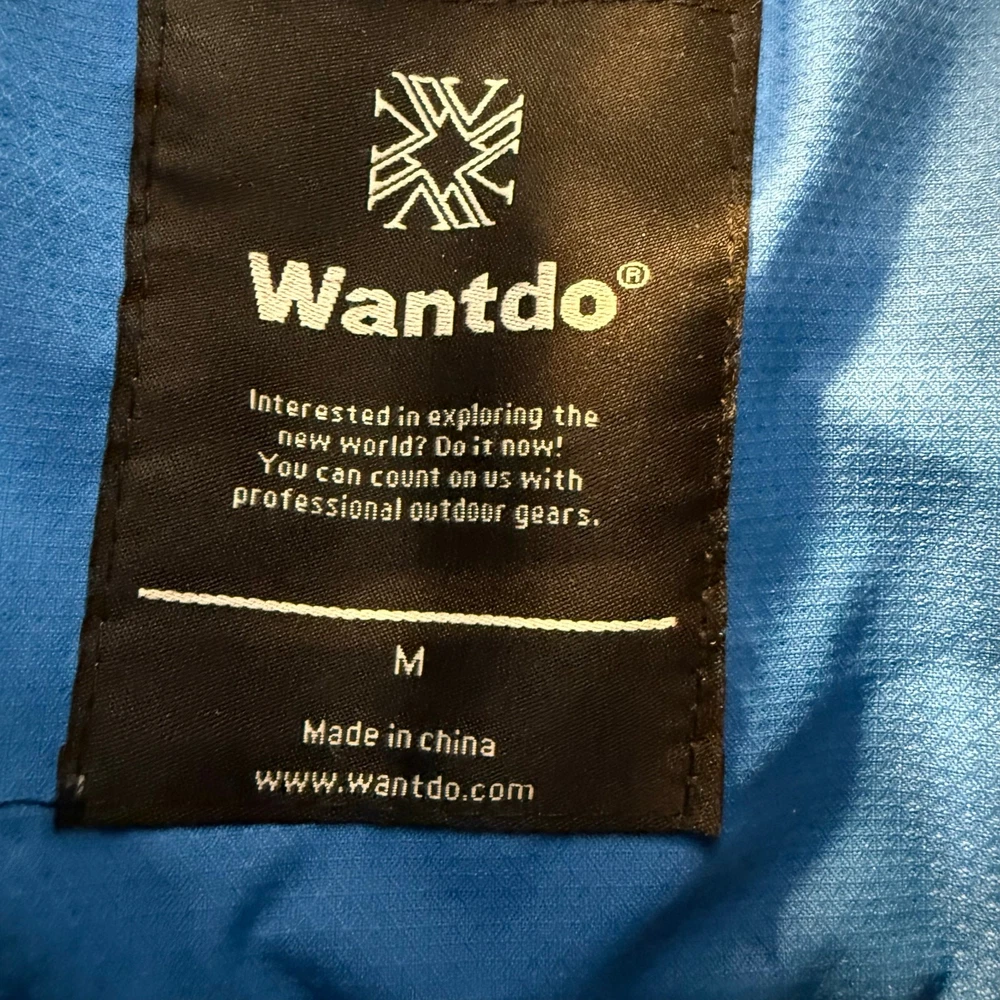 Wantdo®
Interested in exploring the
new world? Do it now!
You can count on us with
professional outdoor gears.
M
Made in china
www.wantdo.com